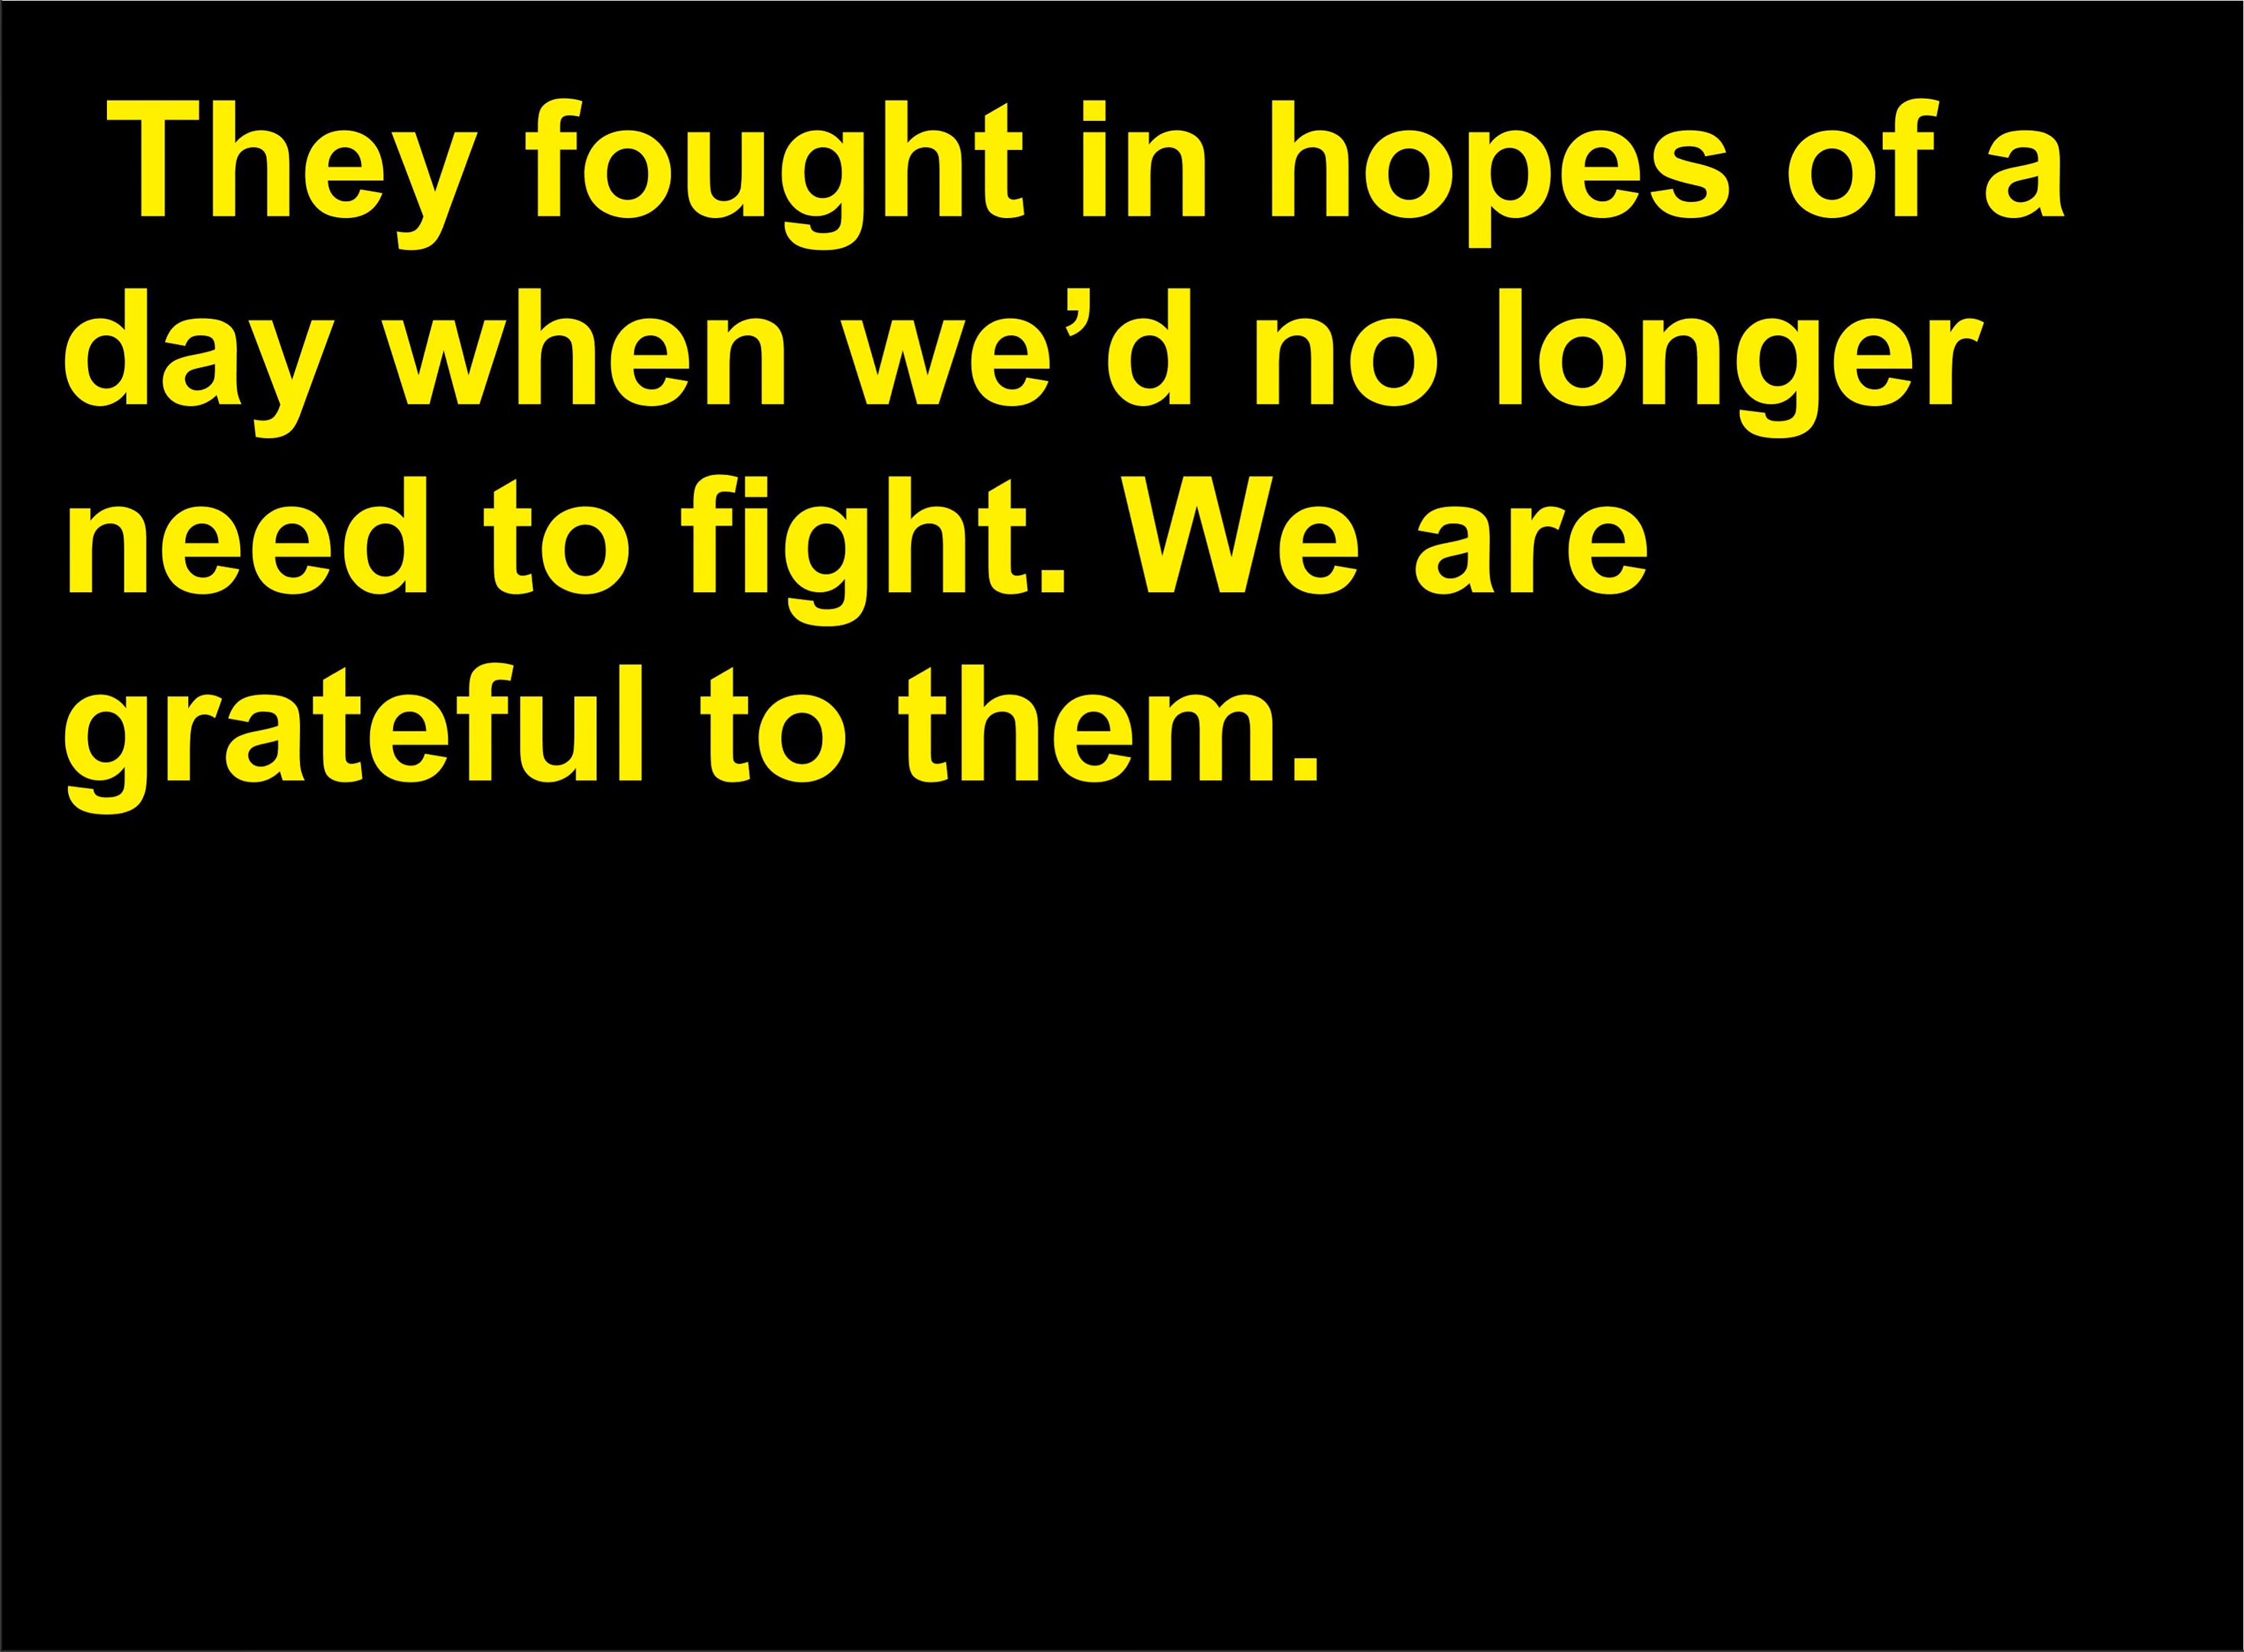 They fought in hopes of a
day when we’d no longer
need to fight. We are
grateful to them.